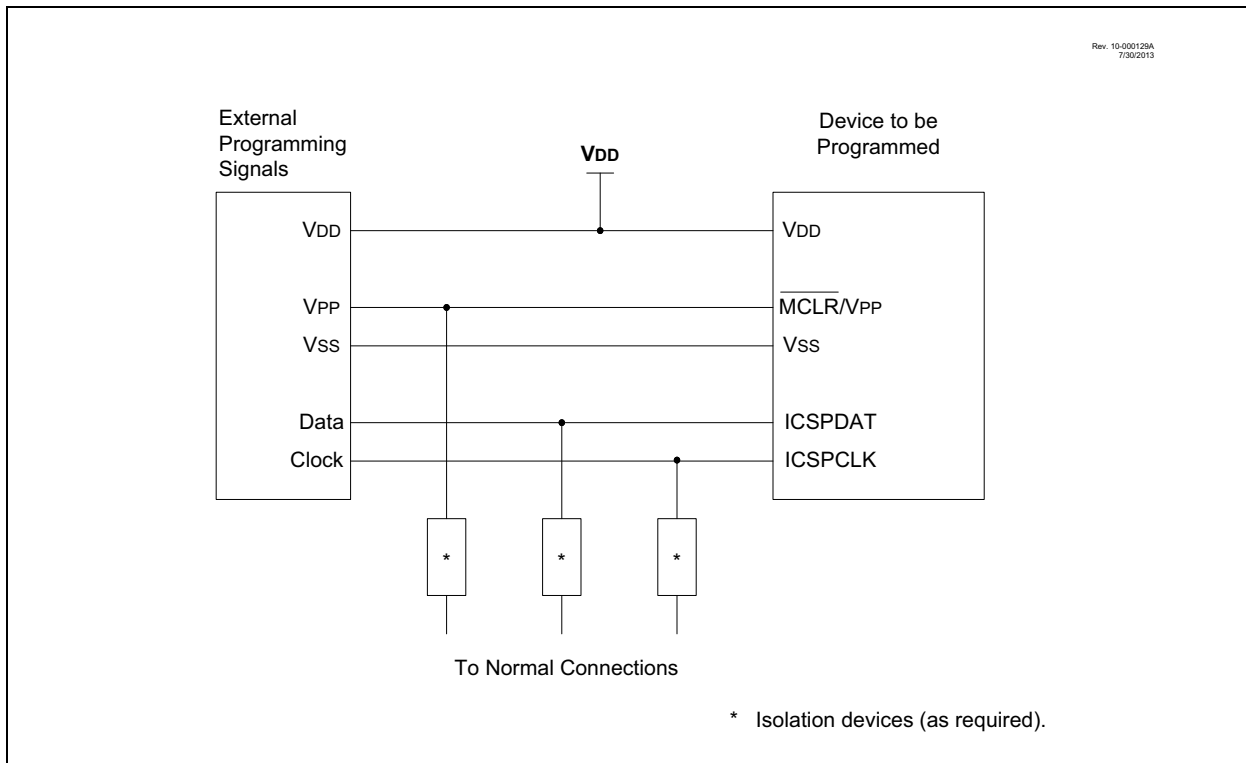 Rev. 10-000129A
7/30/2013
External
Programming
Signals
VDD
Device to be
Programmed
VDD
VDD
VPP
MCLR/VPP
VSS
VSS
Data
ICSPDAT
Clock
ICSPCLK
*
*
*
To Normal Connections
* Isolation devices (as required).